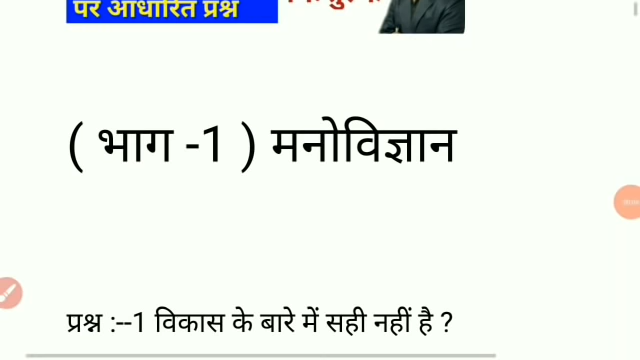 पर आधारित प्रश्न
( भाग -1 ) मनोविज्ञान
प्रश्न :--1 विकास के बारे में सही नहीं है ?